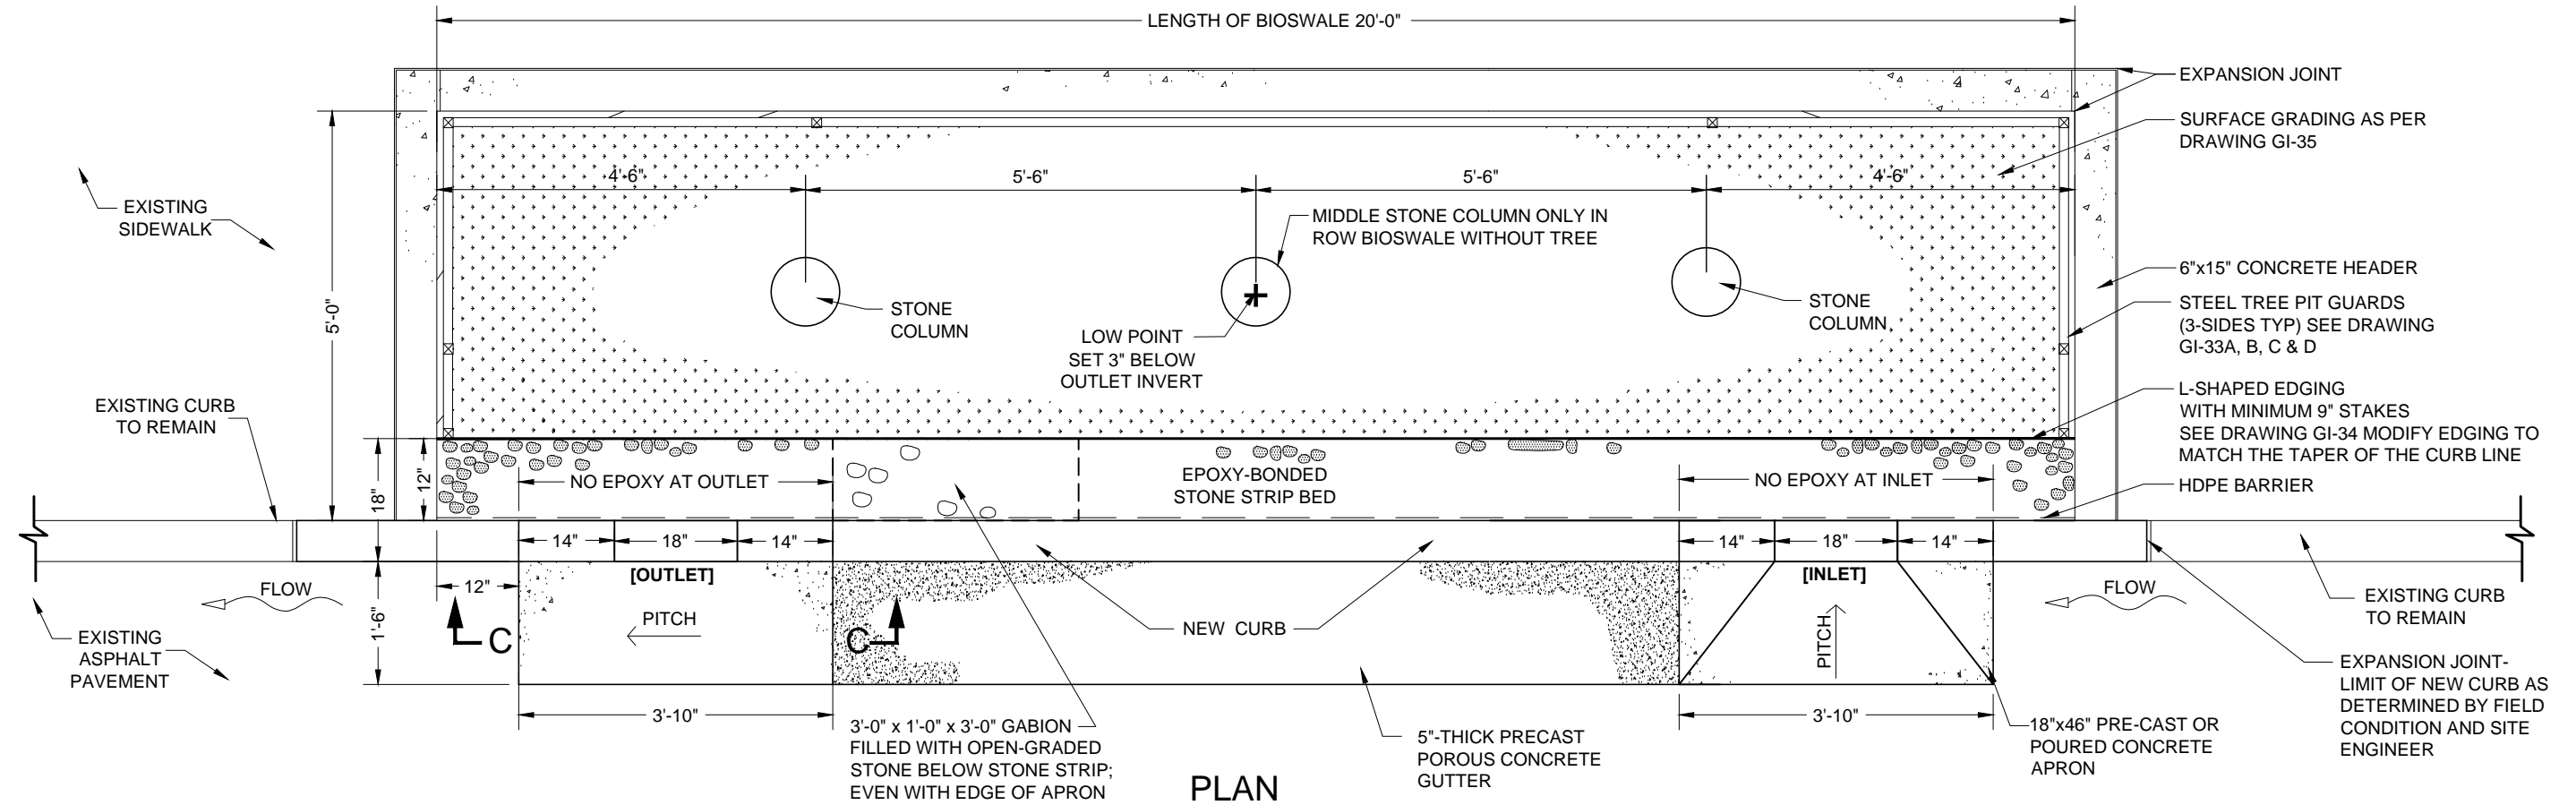 LENGTH OF BIOSWALE 20'-0"
EXPANSION JOINT
SURFACE GRADING AS PER
DRAWING GI-35
4'-6"
5'-6"
5'-6"
4'-6"
EXISTING
SIDEWALK
MIDDLE STONE COLUMN ONLY IN
ROW BIOSWALE WITHOUT TREE
5'-0"
6"x15" CONCRETE HEADER
STONE
COLUMN
LOW POINT
SET 3" BELOW
OUTLET INVERT
STONE
COLUMN
STEEL TREE PIT GUARDS
(3-SIDES TYP) SEE DRAWING
GI-33A, B, C & D
EXISTING CURB
TO REMAIN
L-SHAPED EDGING
WITH MINIMUM 9" STAKES
SEE DRAWING GI-34 MODIFY EDGING TO
MATCH THE TAPER OF THE CURB LINE
18"
12"
NO EPOXY AT OUTLET
EPOXY-BONDED
STONE STRIP BED
NO EPOXY AT INLET
HDPE BARRIER
14"
18"
14"
14"
18"
14"
[OUTLET]
[INLET]
FLOW
12"
FLOW
1'-6"
PITCH
PITCH
C
C
NEW CURB
EXISTING CURB
TO REMAIN
EXISTING
ASPHALT
PAVEMENT
EXPANSION JOINT-
LIMIT OF NEW CURB AS
DETERMINED BY FIELD
CONDITION AND SITE
ENGINEER
3'-10"
3'-10"
3'-0" x 1'-0" x 3'-0" GABION
FILLED WITH OPEN-GRADED
STONE BELOW STONE STRIP;
EVEN WITH EDGE OF APRON
5"-THICK PRECAST
POROUS CONCRETE
GUTTER
18"x46" PRE-CAST OR
POURED CONCRETE
APRON
PLAN